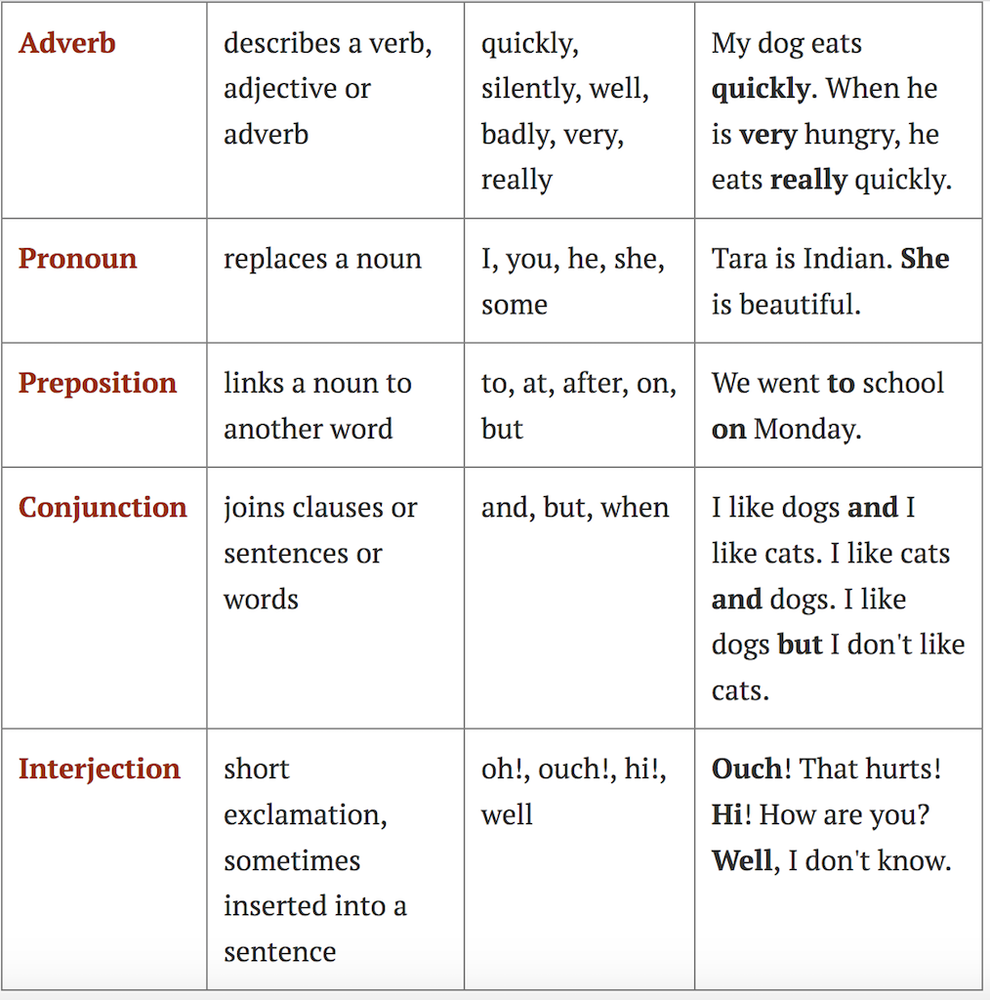 Adverb
describes a verb,
adjective or
adverb
quickly,
silently, well,
badly, very,
really
My dog eats
quickly. When he
is very hungry, he
eats really quickly.
Pronoun
replaces a noun
I, you, he, she,
some
Tara is Indian. She
is beautiful.
Preposition
links a noun to
another word
to, at, after, on,
but
We went to school
on Monday.
Conjunction
joins clauses or
sentences or
words
and, but, when
I like dogs and I
like cats. I like cats
and dogs. I like
dogs but I don't like
cats.
Interjection
short
exclamation,
sometimes
inserted into a
sentence
oh!, ouch!, hi!,
well
Ouch! That hurts!
Hi! How are you?
Well, I don't know.